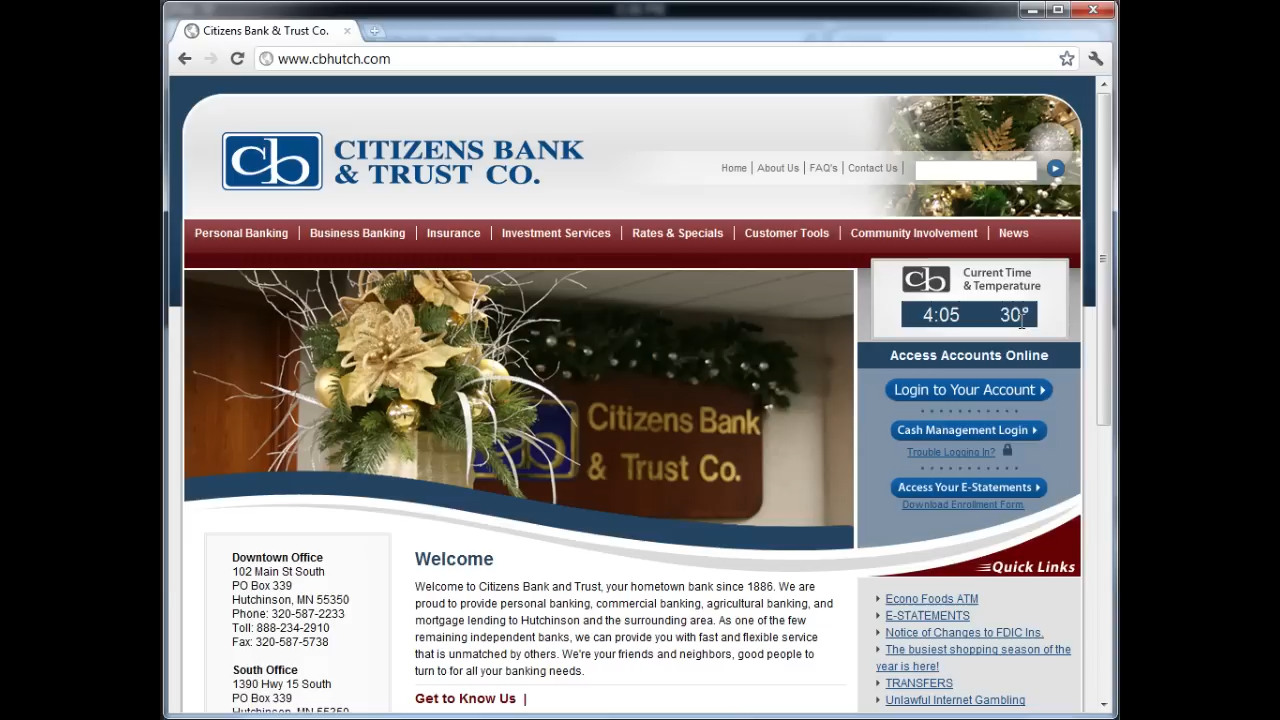 Citizens Bank & Trust Co.
www.cbhutch.com
cb CITIZENS BANK
& TRUST CO.
Home | About Us | FAQ's | Contact Us |
Personal Banking | Business Banking | Insurance | Investment Services | Rates & Specials | Customer Tools | Community Involvement | News
cb Current Time
& Temperature
4:05 30°
Citizens Bank
cb & Trust Co.
Access Accounts Online
Login to Your Account
Cash Management Login
Trouble Logging In?
Access Your E-Statements
Download Enrollment Form.
Downtown Office
102 Main St South
PO Box 339
Hutchinson, MN 55350
Phone: 320-587-2233
Toll: 888-234-2910
Fax: 320-587-5738
South Office
1390 Hwy 15 South
PO Box 339
Hutchinson, MN 55350
Welcome
Welcome to Citizens Bank and Trust, your hometown bank since 1886. We are
proud to provide personal banking, commercial banking, agricultural banking, and
mortgage lending to Hutchinson and the surrounding area. As one of the few
remaining independent banks, we can provide you with fast and flexible service
that is unmatched by others. We're your friends and neighbors, good people to
turn to for all your banking needs.
Get to Know Us |
Quick Links
Econo Foods ATM
E-STATEMENTS
Notice of Changes to FDIC Ins.
The busiest shopping season of the
year is here!
TRANSFERS
Unlawful Internet Gambling